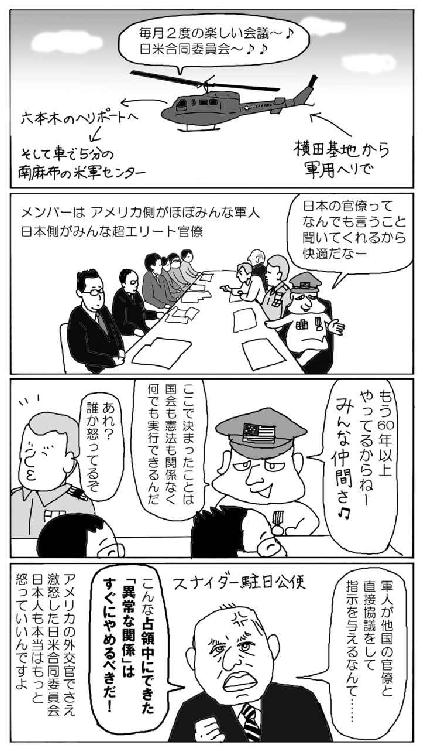 毎月２度の楽しい会議〜♪
日米合同委員会〜♪♪
六本木のヘリポートへ
そして車で5分の
南麻布の米軍センター
横田基地から
軍用ヘリで
メンバーは アメリカ側がほぼみんな軍人
日本側がみんな超エリート官僚
日本の官僚って
なんでも言うこと
聞いてくれるから
快適だなー
もう60年以上
やってるからねー
みんな仲間さ♪
ここで決まったことは
国会も憲法も関係なく
何でも実行できるんだ
あれ？
誰か怒ってるぞ
軍人が他国の官僚と
直接協議をして
指示を与えるなんて……
スナイダー駐日公使
こんな占領中にできた
「異常な関係」は
すぐにやめるべきだ！
アメリカの外交官でさえ
激怒した日米合同委員会
日本人も本当はもっと
怒っていいんですよ